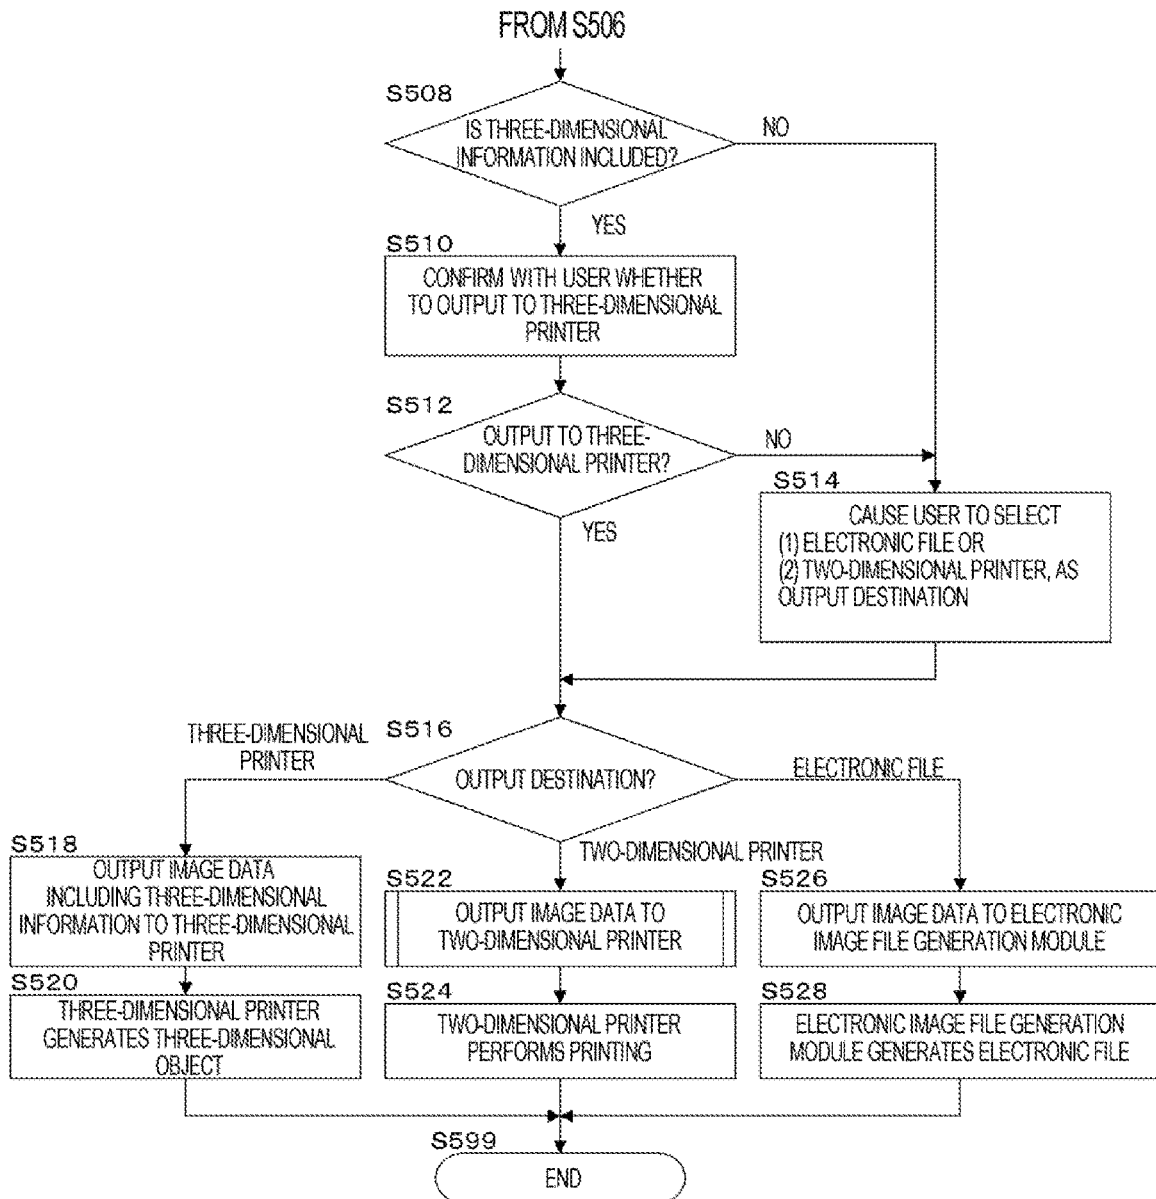 FROM S506
S508
IS THREE-DIMENSIONAL
INFORMATION INCLUDED?
NO
YES
S510
CONFIRM WITH USER WHETHER
TO OUTPUT TO THREE-DIMENSIONAL
PRINTER
S512
OUTPUT TO THREE-
DIMENSIONAL PRINTER?
NO
YES
S514
CAUSE USER TO SELECT
(1) ELECTRONIC FILE OR
(2) TWO-DIMENSIONAL PRINTER, AS
OUTPUT DESTINATION
S516
OUTPUT DESTINATION?
THREE-DIMENSIONAL
PRINTER
ELECTRONIC FILE
TWO-DIMENSIONAL PRINTER
S518
OUTPUT IMAGE DATA
INCLUDING THREE-DIMENSIONAL
INFORMATION TO THREE-DIMENSIONAL
PRINTER
S522
OUTPUT IMAGE DATA TO
TWO-DIMENSIONAL PRINTER
S526
OUTPUT IMAGE DATA TO ELECTRONIC
IMAGE FILE GENERATION MODULE
S520
THREE-DIMENSIONAL PRINTER
GENERATES THREE-DIMENSIONAL
OBJECT
S524
TWO-DIMENSIONAL PRINTER
PERFORMS PRINTING
S528
ELECTRONIC IMAGE FILE GENERATION
MODULE GENERATES ELECTRONIC FILE
S599
END